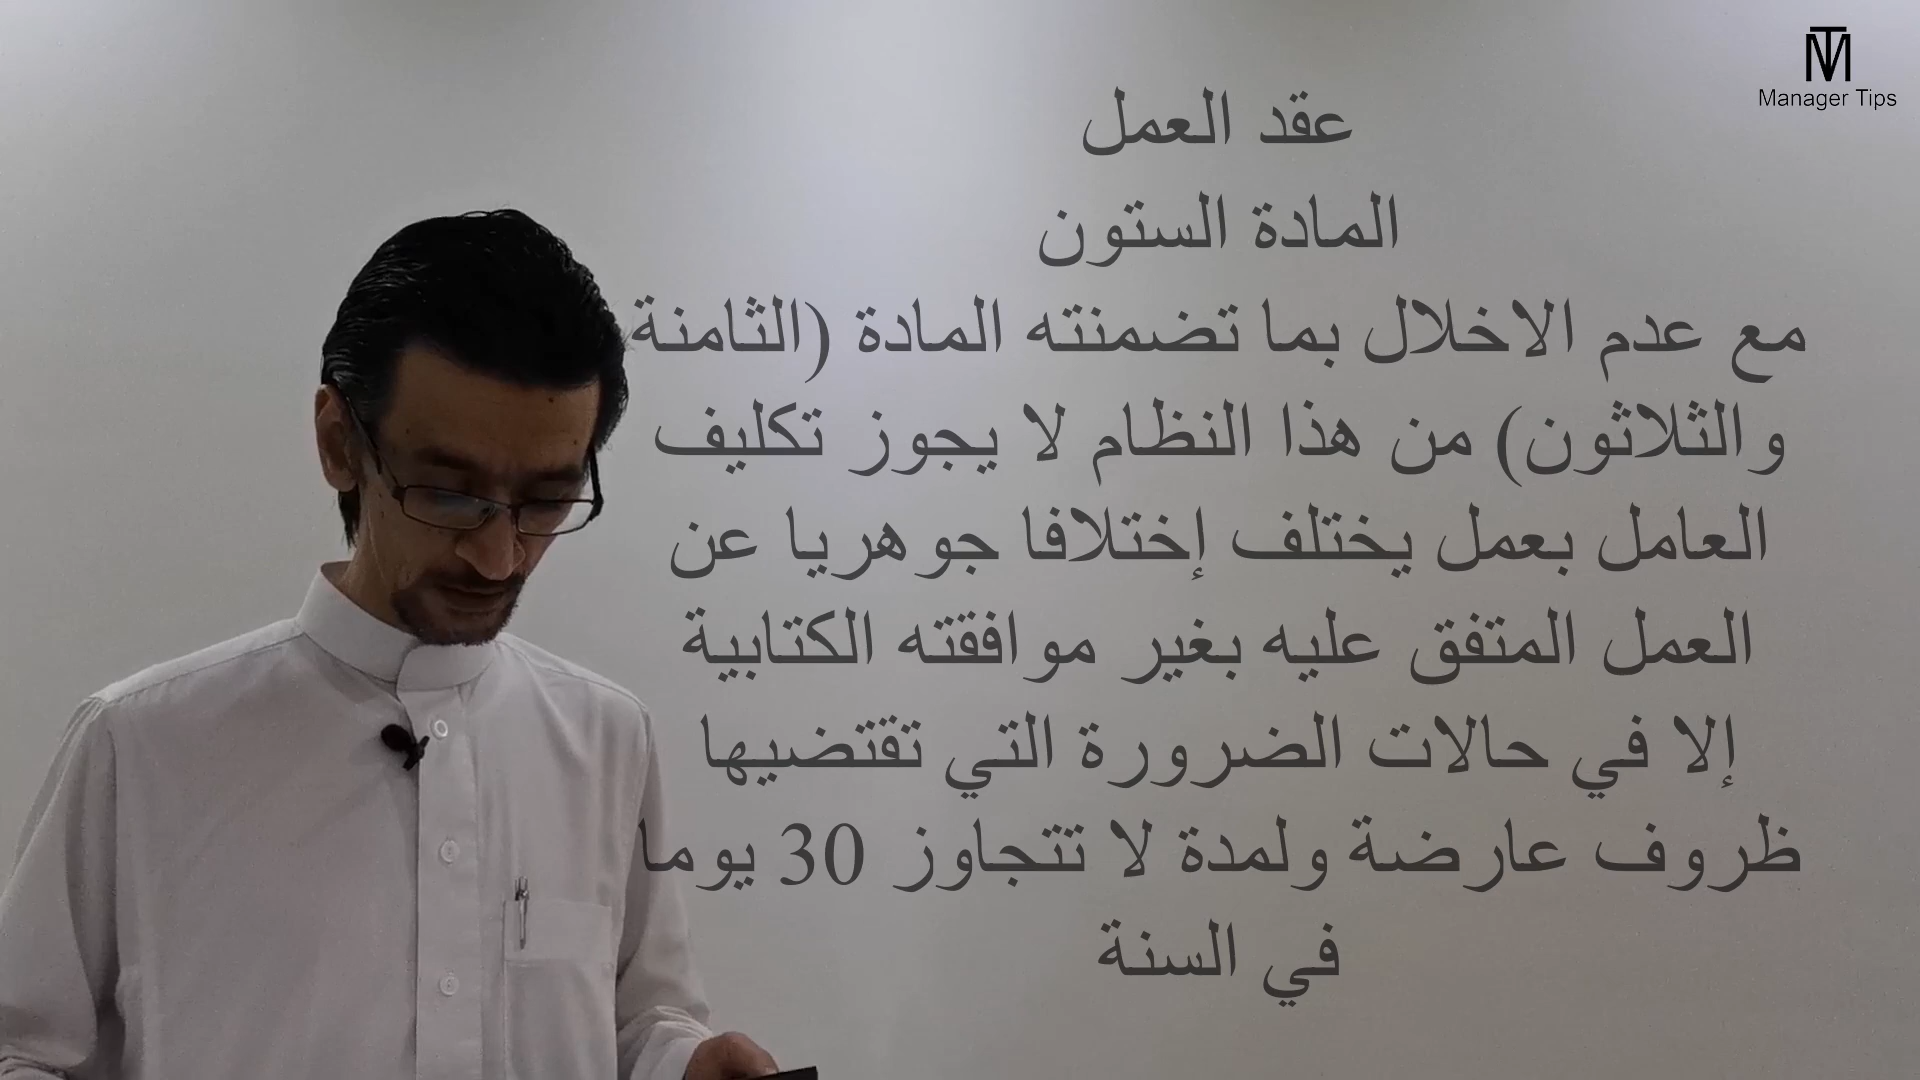 MT
Manager Tips
عقد العمل
المادة الستون
مع عدم الاخلال بما تضمنته المادة (الثامنة
والثلاثون) من هذا النظام لا يجوز تكليف
العامل بعمل يختلف إختلافا جوهريا عن
العمل المتفق عليه بغير موافقته الكتابية
إلا في حالات الضرورة التي تقتضيها
ظروف عارضة ولمدة لا تتجاوز 30 يوما
في السنة